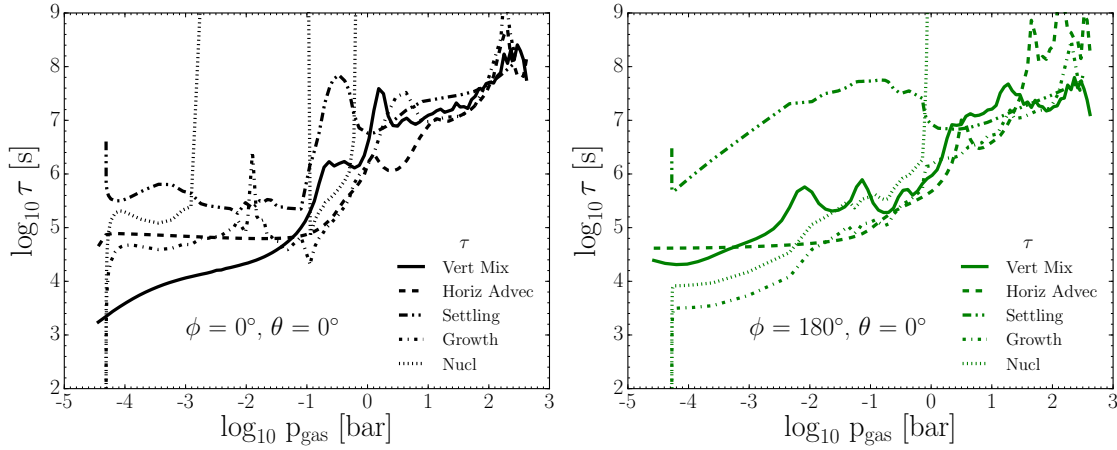 9
8
7
6
5
4
3
2
log₁₀ τ [s]
τ
Vert Mix
Horiz Advec
Settling
Growth
Nucl
ϕ = 0°, θ = 0°
-5 -4 -3 -2 -1 0 1 2 3
log₁₀ p_gas [bar]
9
8
7
6
5
4
3
2
log₁₀ τ [s]
τ
Vert Mix
Horiz Advec
Settling
Growth
Nucl
ϕ = 180°, θ = 0°
-5 -4 -3 -2 -1 0 1 2 3
log₁₀ p_gas [bar]